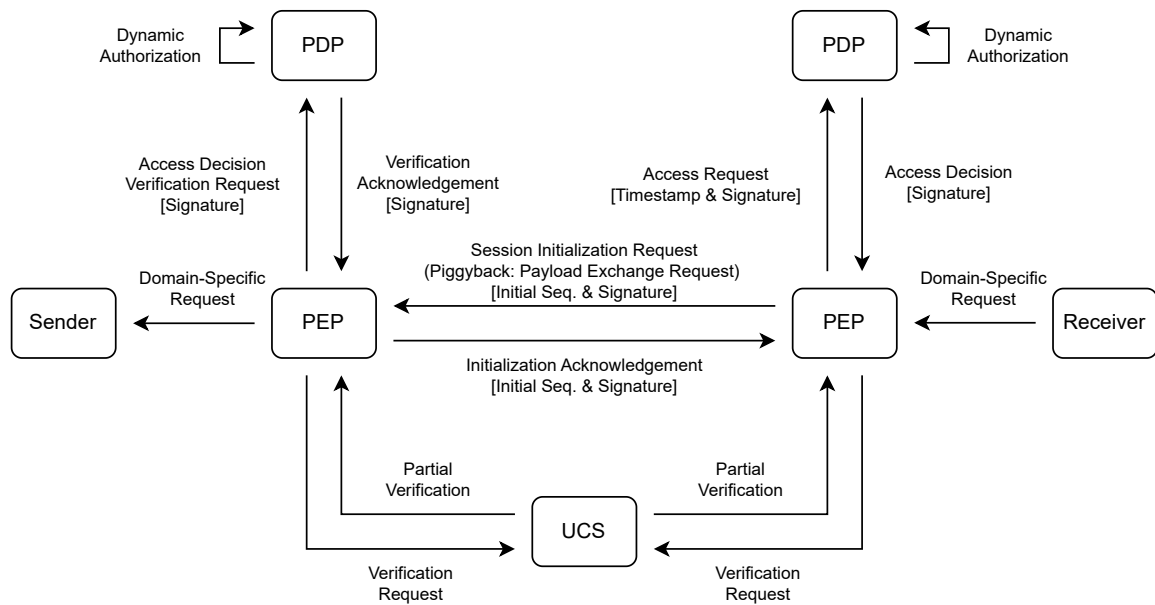 Dynamic
Authorization
PDP
PDP
Dynamic
Authorization
Access Decision
Verification Request
[Signature]
Verification
Acknowledgement
[Signature]
Access Request
[Timestamp & Signature]
Access Decision
[Signature]
Session Initialization Request
(Piggyback: Payload Exchange Request)
[Initial Seq. & Signature]
Domain-Specific
Request
Domain-Specific
Request
Sender
PEP
PEP
Receiver
Initialization Acknowledgement
[Initial Seq. & Signature]
Partial
Verification
Partial
Verification
UCS
Verification
Request
Verification
Request